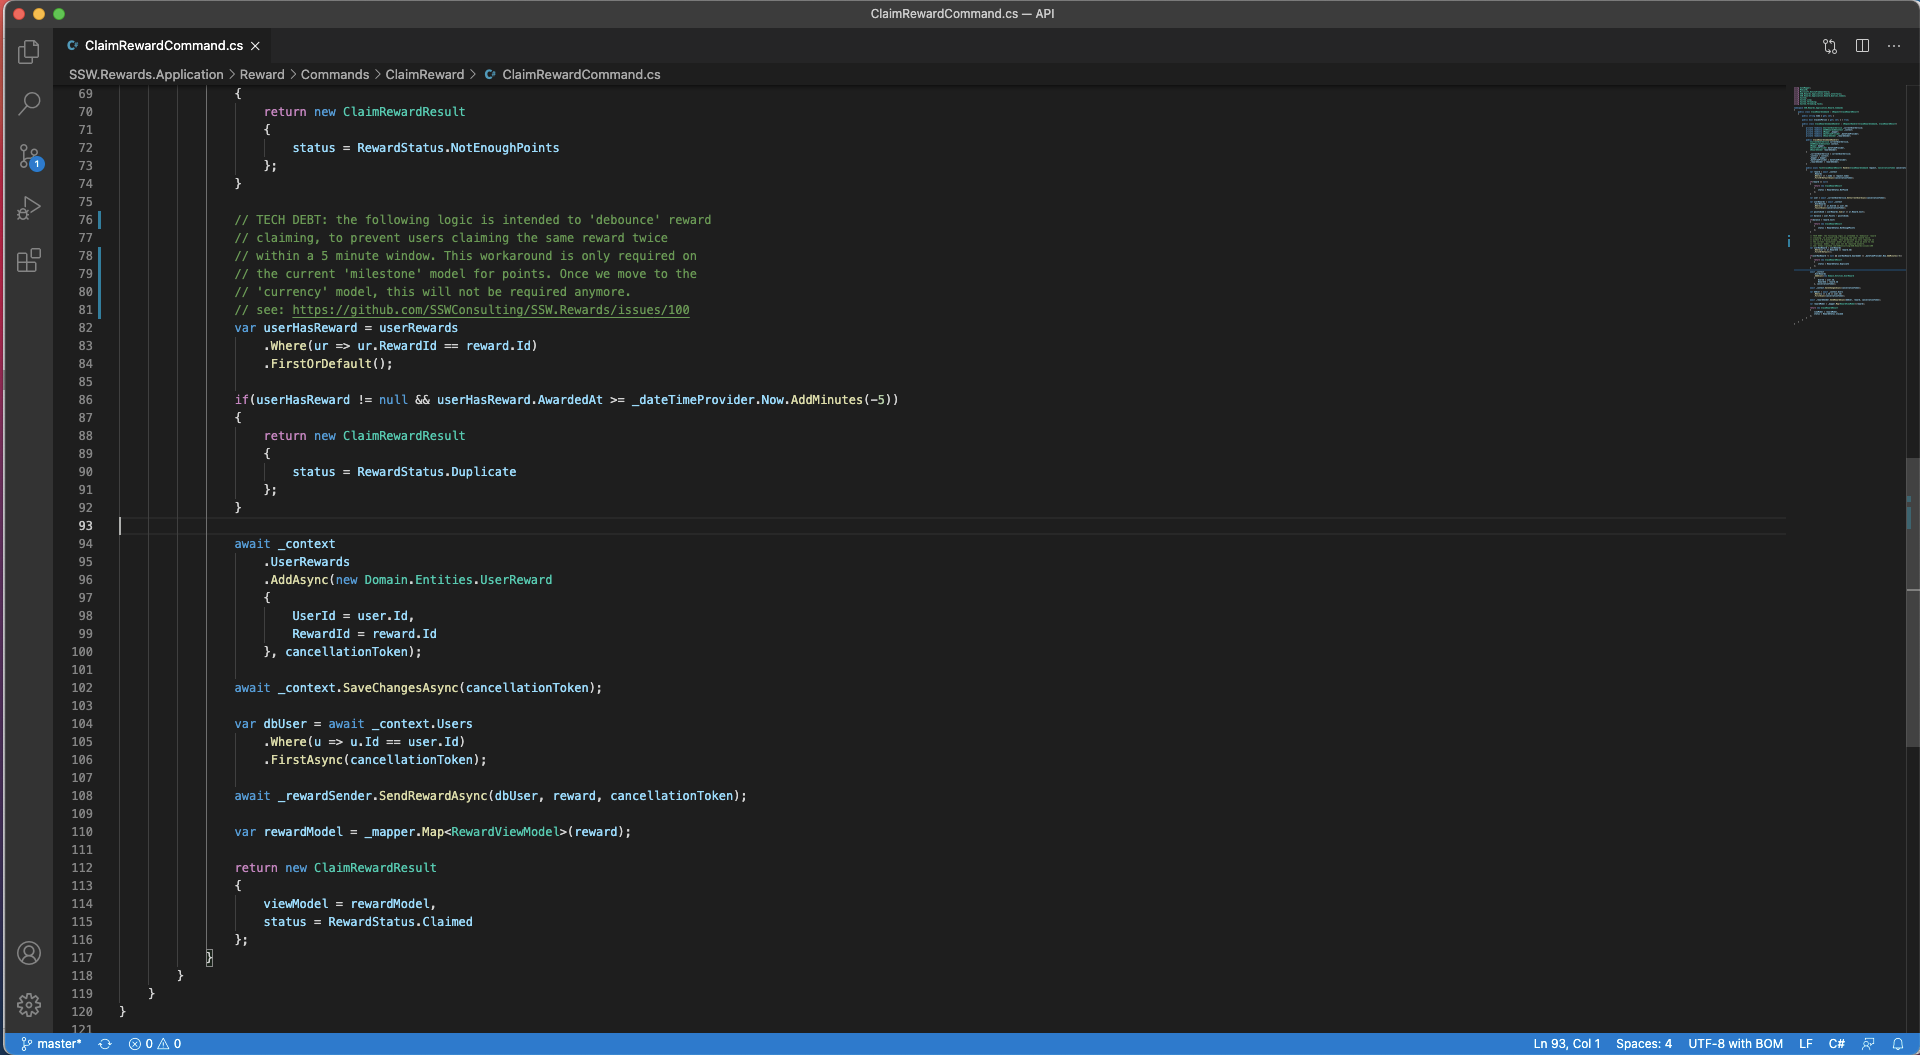 ClaimRewardCommand.cs — API
ClaimRewardCommand.cs
SSW.Rewards.Application > Reward > Commands > ClaimReward > ClaimRewardCommand.cs
69 {
70 return new ClaimRewardResult
71 {
72 status = RewardStatus.NotEnoughPoints
73 };
74 }
75
76 // TECH DEBT: the following logic is intended to 'debounce' reward
77 // claiming, to prevent users claiming the same reward twice
78 // within a 5 minute window. This workaround is only required on
79 // the current 'milestone' model for points. Once we move to the
80 // 'currency' model, this will not be required anymore.
81 // see: https://github.com/SSWConsulting/SSW.Rewards/issues/100
82 var userHasReward = userRewards
83 .Where(ur => ur.RewardId == reward.Id)
84 .FirstOrDefault();
85
86 if(userHasReward != null && userHasReward.AwardedAt >= _dateTimeProvider.Now.AddMinutes(-5))
87 {
88 return new ClaimRewardResult
89 {
90 status = RewardStatus.Duplicate
91 };
92 }
93
94 await _context
95 .UserRewards
96 .AddAsync(new Domain.Entities.UserReward
97 {
98 UserId = user.Id,
99 RewardId = reward.Id
100 }, cancellationToken);
101
102 await _context.SaveChangesAsync(cancellationToken);
103
104 var dbUser = await _context.Users
105 .Where(u => u.Id == user.Id)
106 .FirstAsync(cancellationToken);
107
108 await _rewardSender.SendRewardAsync(dbUser, reward, cancellationToken);
109
110 var rewardModel = _mapper.Map<RewardViewModel>(reward);
111
112 return new ClaimRewardResult
113 {
114 viewModel = rewardModel,
115 status = RewardStatus.Claimed
116 };
117 }
118 }
119 }
120 }
121
1
master* 0 0 Ln 93, Col 1 Spaces: 4 UTF-8 with BOM LF C#